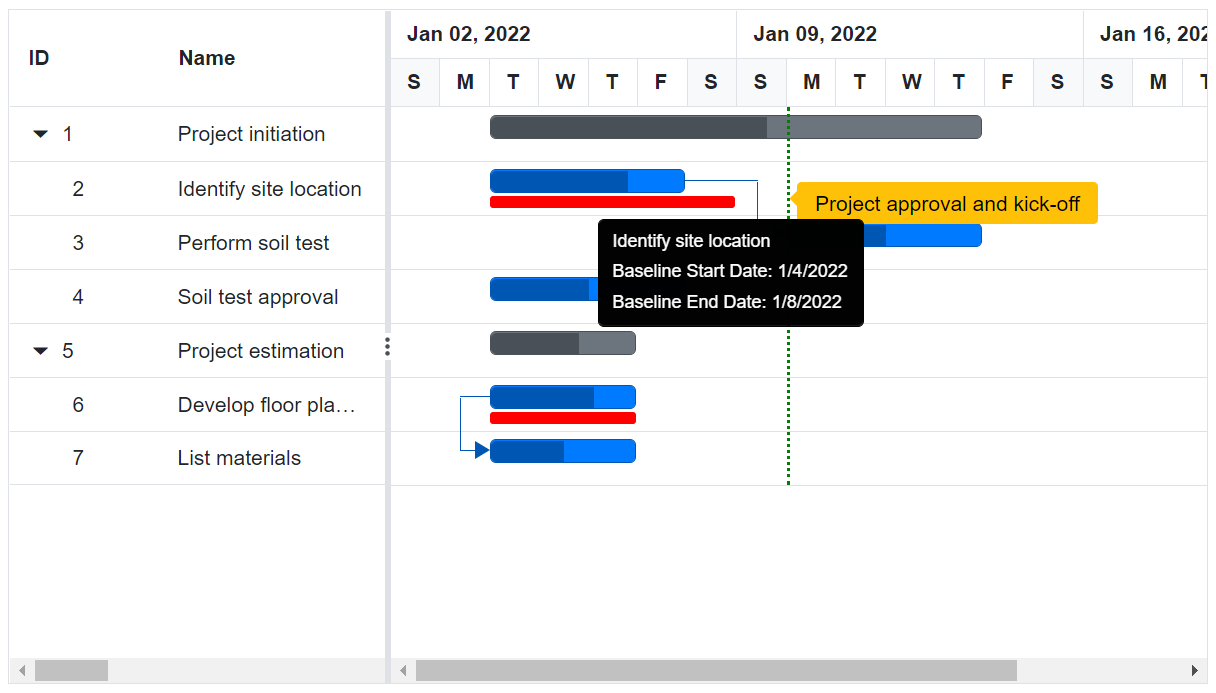 ID Name
Jan 02, 2022 Jan 09, 2022 Jan 16, 202
S M T W T F S S M T W T F S S M T
1 Project initiation
2 Identify site location
Project approval and kick-off
3 Perform soil test
Identify site location
Baseline Start Date: 1/4/2022
Baseline End Date: 1/8/2022
4 Soil test approval
5 Project estimation
6 Develop floor pla…
7 List materials